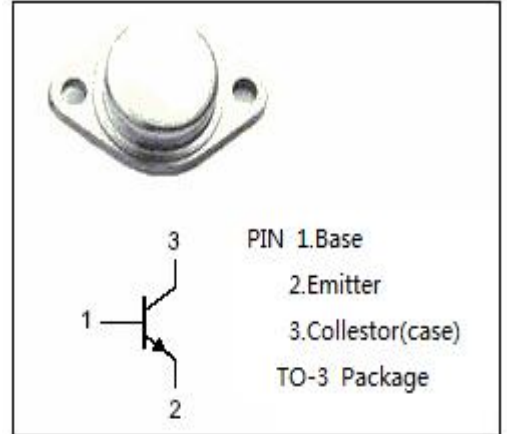 3
PIN 1.Base
2.Emitter
1
3.Collestor(case)
TO-3 Package
2